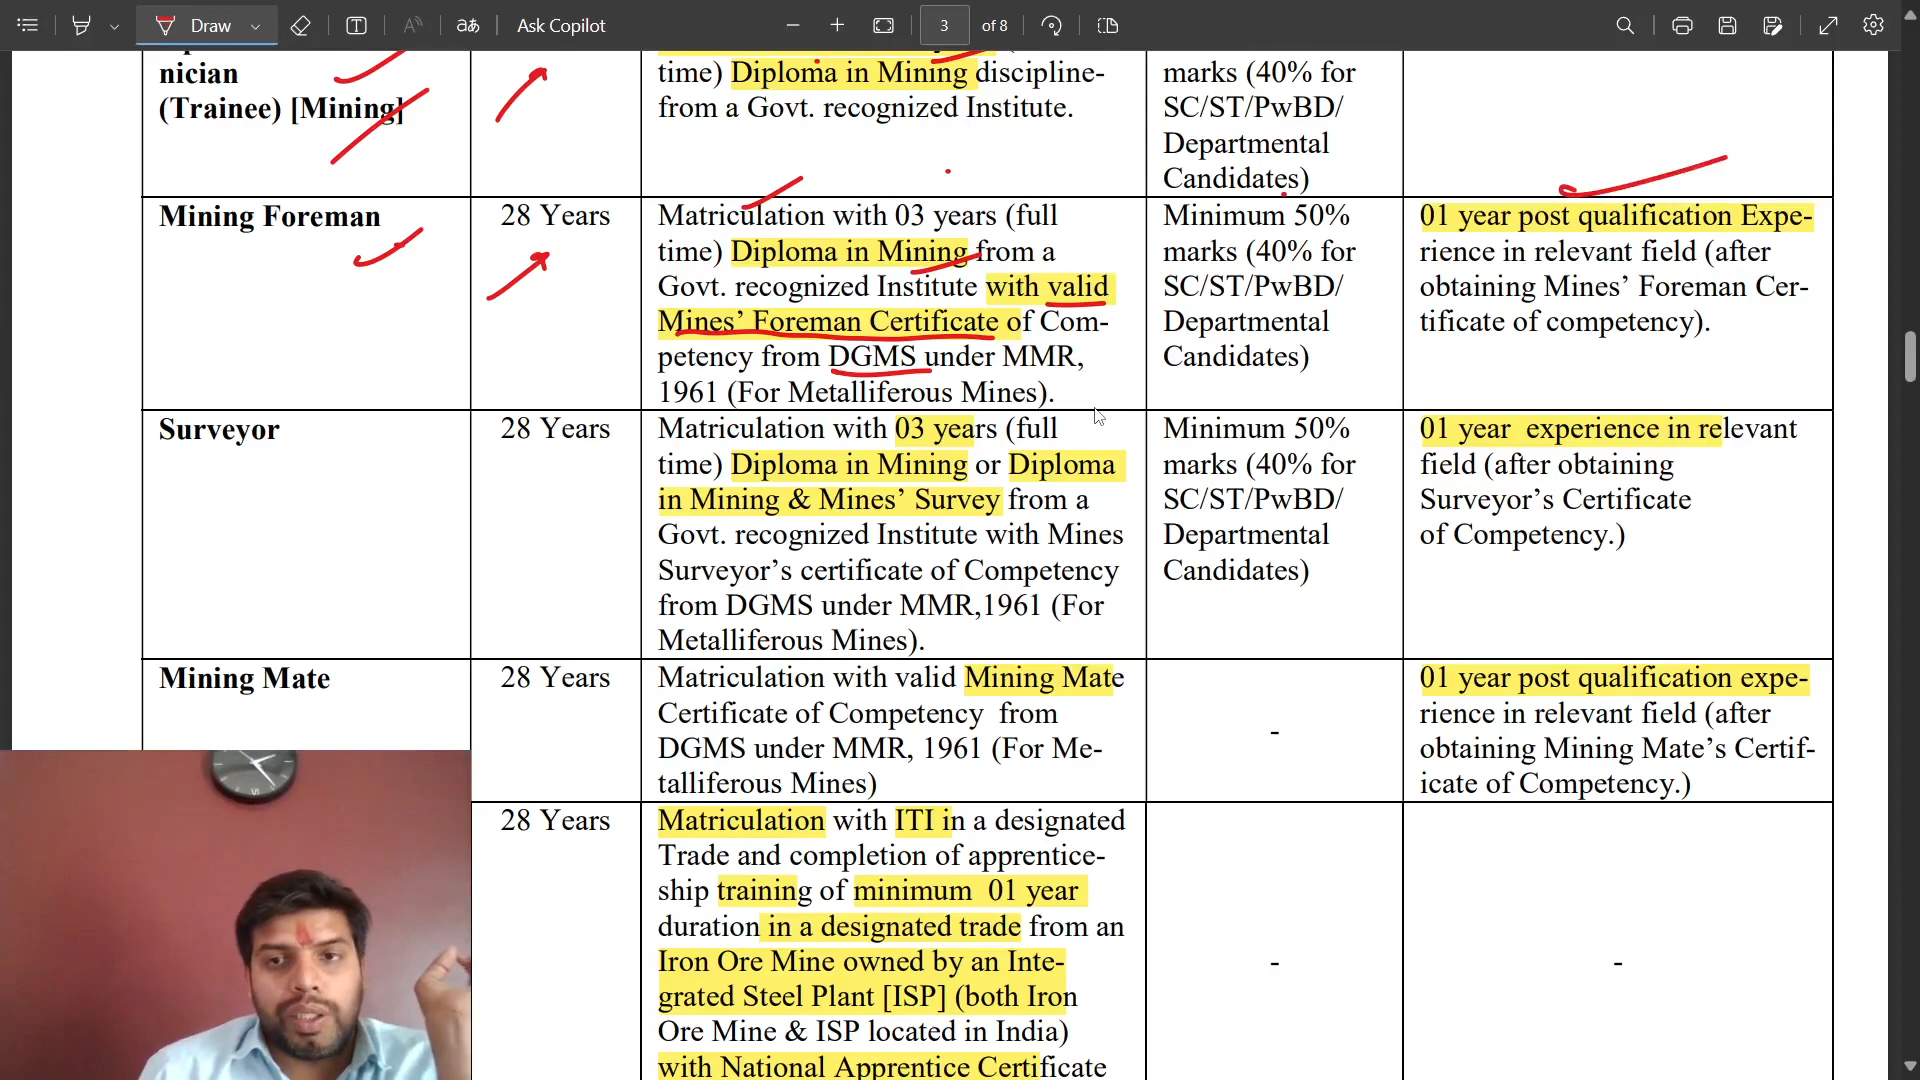 Draw
Ask Copilot
3
of 8
nician
(Trainee) [Mining]
time) Diploma in Mining discipline-
from a Govt. recognized Institute.
marks (40% for
SC/ST/PwBD/
Departmental
Candidates)
Mining Foreman
28 Years
Matriculation with 03 years (full
time) Diploma in Mining from a
Govt. recognized Institute with valid
Mines’ Foreman Certificate of Com-
petency from DGMS under MMR,
1961 (For Metalliferous Mines).
Minimum 50%
marks (40% for
SC/ST/PwBD/
Departmental
Candidates)
01 year post qualification Expe-
rience in relevant field (after
obtaining Mines’ Foreman Cer-
tificate of competency).
Surveyor
28 Years
Matriculation with 03 years (full
time) Diploma in Mining or Diploma
in Mining & Mines’ Survey from a
Govt. recognized Institute with Mines
Surveyor’s certificate of Competency
from DGMS under MMR,1961 (For
Metalliferous Mines).
Minimum 50%
marks (40% for
SC/ST/PwBD/
Departmental
Candidates)
01 year experience in relevant
field (after obtaining
Surveyor’s Certificate
of Competency.)
Mining Mate
28 Years
Matriculation with valid Mining Mate
Certificate of Competency from
DGMS under MMR, 1961 (For Me-
talliferous Mines)
-
01 year post qualification expe-
rience in relevant field (after
obtaining Mining Mate’s Certif-
icate of Competency.)
28 Years
Matriculation with ITI in a designated
Trade and completion of apprentice-
ship training of minimum 01 year
duration in a designated trade from an
Iron Ore Mine owned by an Inte-
grated Steel Plant [ISP] (both Iron
Ore Mine & ISP located in India)
with National Apprentice Certificate
-
-